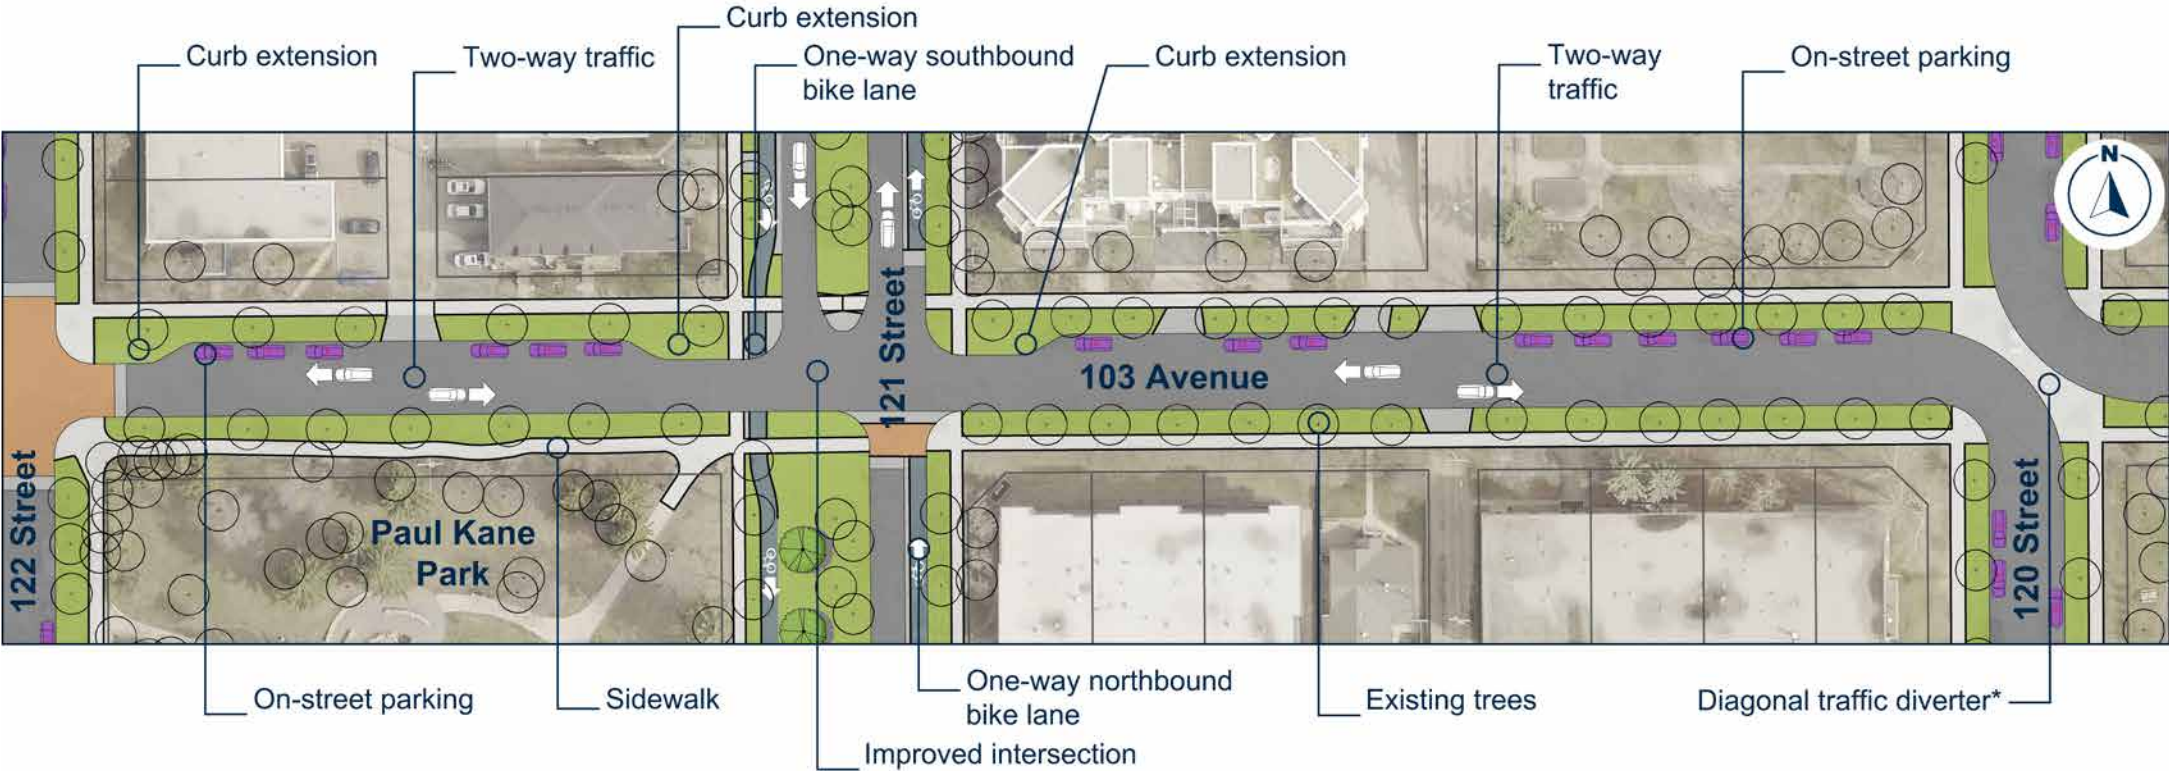 Curb extension
Curb extension
Two-way traffic
One-way southbound
bike lane
Curb extension
Two-way
traffic
On-street parking
N
121 Street
103 Avenue
122 Street
Paul Kane
Park
120 Street
On-street parking
Sidewalk
One-way northbound
bike lane
Existing trees
Diagonal traffic diverter*
Improved intersection